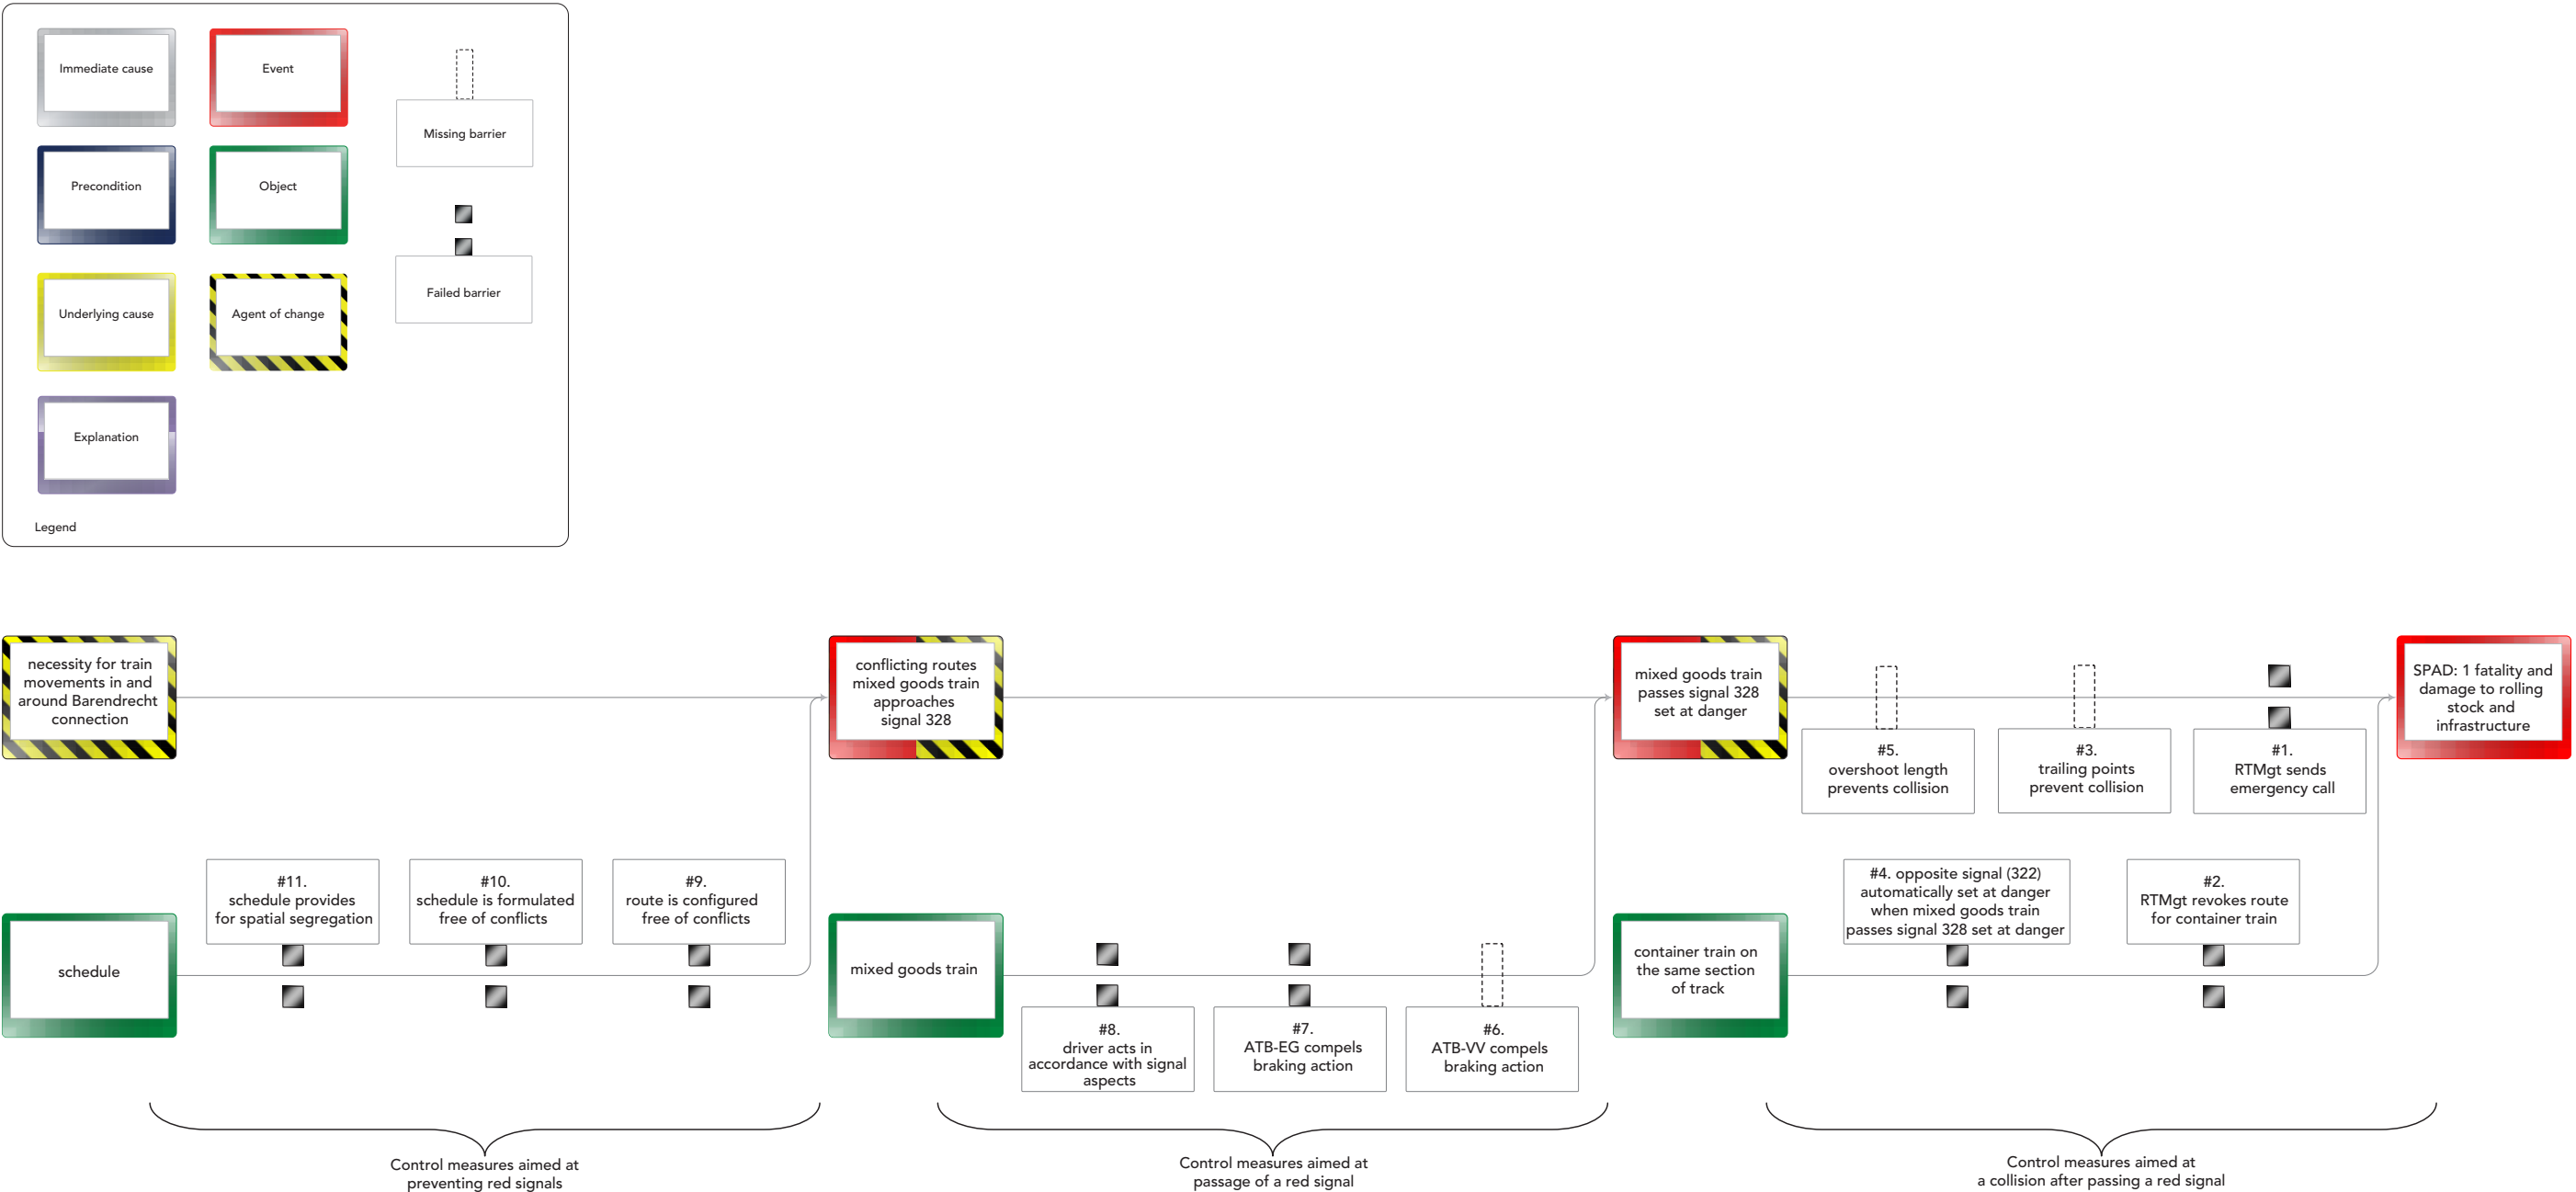 Immediate cause
Event
Missing barrier
Precondition
Object
Failed barrier
Underlying cause
Agent of change
Explanation
Legend
necessity for train
movements in and
around Barendrecht
connection
conflicting routes
mixed goods train
approaches
signal 328
mixed goods train
passes signal 328
set at danger
#5.
overshoot length
prevents collision
#3.
trailing points
prevent collision
#1.
RTMgt sends
emergency call
SPAD: 1 fatality and
damage to rolling
stock and
infrastructure
schedule
#11.
schedule provides
for spatial segregation
#10.
schedule is formulated
free of conflicts
#9.
route is configured
free of conflicts
mixed goods train
#8.
driver acts in
accordance with signal
aspects
#7.
ATB-EG compels
braking action
#6.
ATB-VV compels
braking action
container train on
the same section
of track
#4. opposite signal (322)
automatically set at danger
when mixed goods train
passes signal 328 set at danger
#2.
RTMgt revokes route
for container train
Control measures aimed at
preventing red signals
Control measures aimed at
passage of a red signal
Control measures aimed at
a collision after passing a red signal